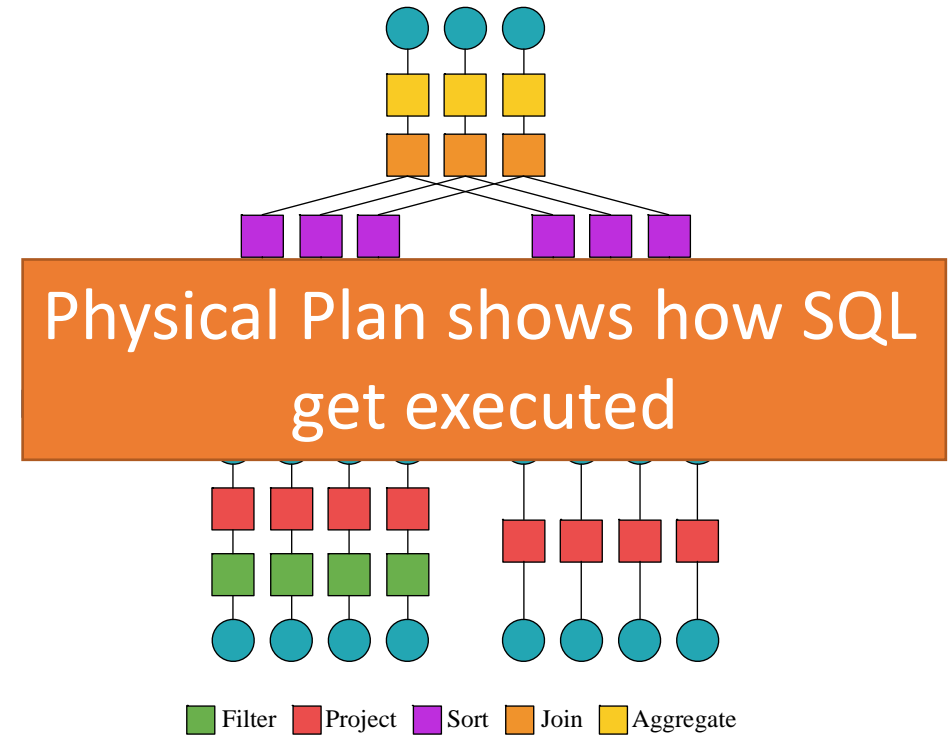 Physical Plan shows how SQL
get executed
Filter Project Sort Join Aggregate